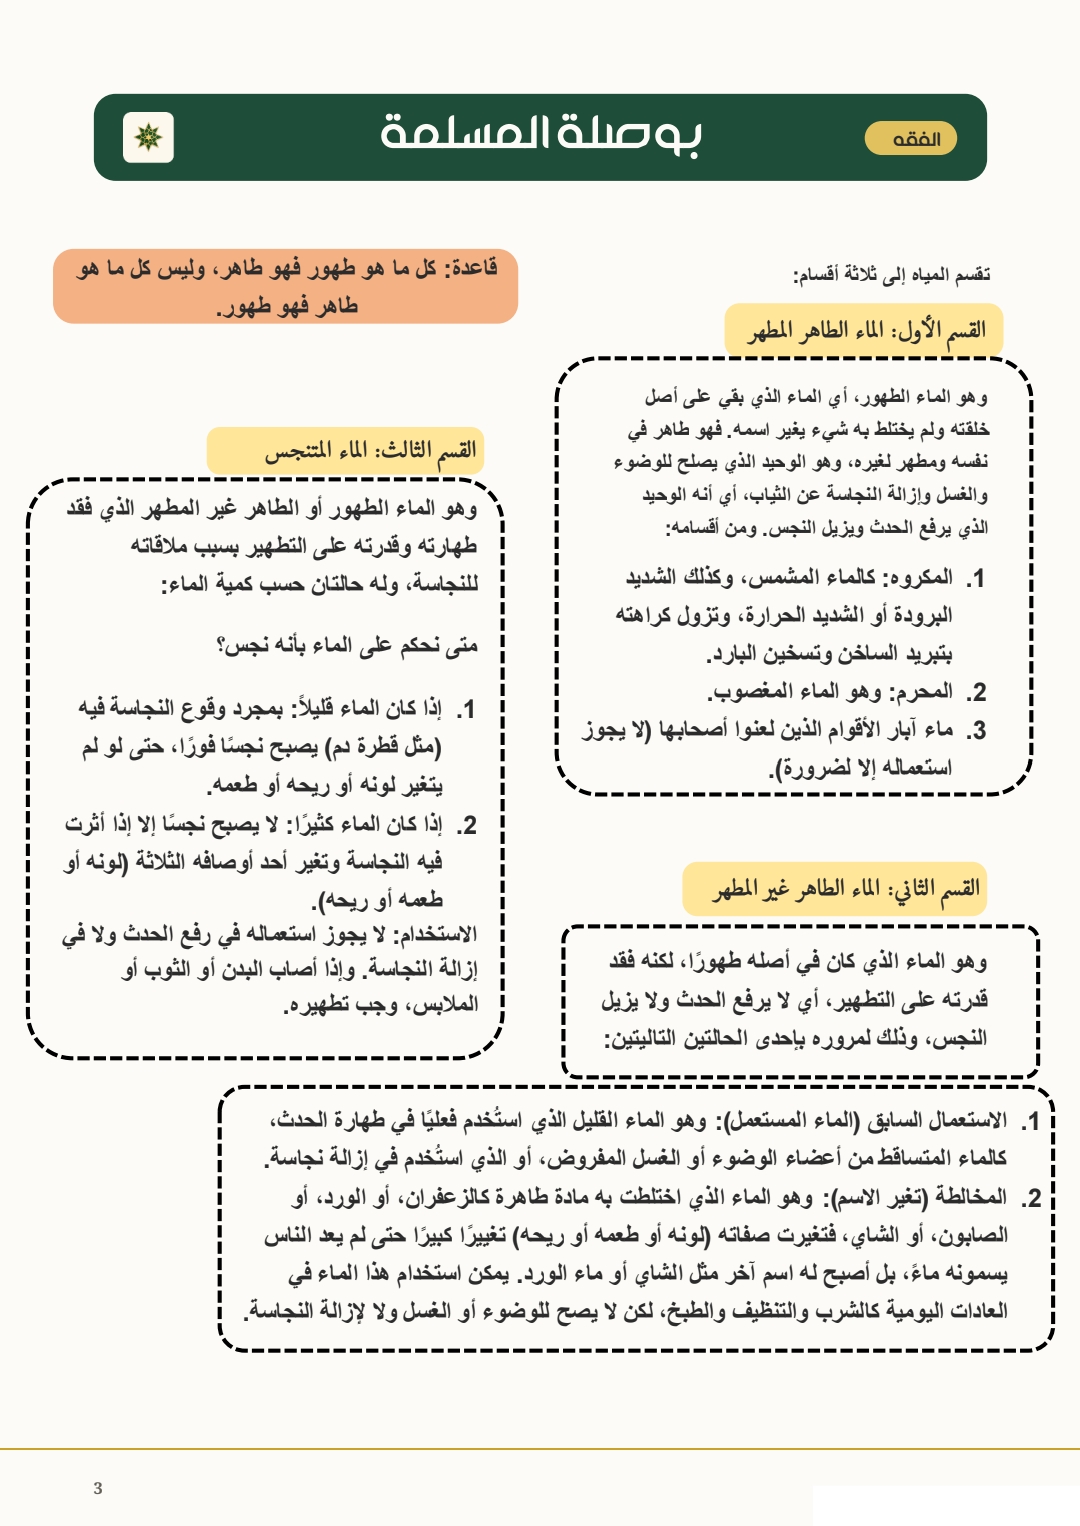 الفقه
بوصلة المسلمة
تقسم المياه إلى ثلاثة أقسام:
القسم الأول: الماء الطاهر المطهر
وهو الماء الطهور، أي الماء الذي بقي على أصل
خلقته ولم يختلط به شيء يغير اسمه. فهو طاهر في
نفسه ومطهر لغيره، وهو الوحيد الذي يصلح للوضوء
والغسل وإزالة النجاسة عن الثياب، أي أنه الوحيد
الذي يرفع الحدث ويزيل النجس. ومن أقسامه:
1. المكروه: كالماء المشمس، وكذلك الشديد
البرودة أو الشديد الحرارة، وتزول كراهته
بتبريد الساخن وتسخين البارد.
2. المحرم: وهو الماء المغصوب.
3. ماء آبار الأقوام الذين لعنوا أصحابها (لا يجوز
استعماله إلا لضرورة).
القسم الثاني: الماء الطاهر غير المطهر
وهو الماء الذي كان في أصله طهورًا، لكنه فقد
قدرته على التطهير، أي لا يرفع الحدث ولا يزيل
النجس، وذلك لمروره بإحدى الحالتين التاليتين:
1. الاستعمال السابق (الماء المستعمل): وهو الماء القليل الذي استُخدم فعليًا في طهارة الحدث،
كالماء المتساقط من أعضاء الوضوء أو الغسل المفروض، أو الذي استُخدم في إزالة نجاسة.
2. المخالطة (تغير الاسم): وهو الماء الذي اختلطت به مادة طاهرة كالزعفران، أو الورد، أو
الصابون، أو الشاي، فتغيرت صفاته (لونه أو طعمه أو ريحه) تغييرًا كبيرًا حتى لم يعد الناس
يسمونه ماءً، بل أصبح له اسم آخر مثل الشاي أو ماء الورد. يمكن استخدام هذا الماء في
العادات اليومية كالشرب والتنظيف والطبخ، لكن لا يصح للوضوء أو الغسل ولا لإزالة النجاسة.
قاعدة: كل ما هو طهور فهو طاهر، وليس كل ما هو
طاهر فهو طهور.
القسم الثالث: الماء المتنجس
وهو الماء الطهور أو الطاهر غير المطهر الذي فقد
طهارته وقدرته على التطهير بسبب ملاقاته
للنجاسة، وله حالتان حسب كمية الماء:
متى نحكم على الماء بأنه نجس؟
1. إذا كان الماء قليلاً: بمجرد وقوع النجاسة فيه
(مثل قطرة دم) يصبح نجسًا فورًا، حتى لو لم
يتغير لونه أو ريحه أو طعمه.
2. إذا كان الماء كثيرًا: لا يصبح نجسًا إلا إذا أثرت
فيه النجاسة وتغير أحد أوصافه الثلاثة (لونه أو
طعمه أو ريحه).
الاستخدام: لا يجوز استعماله في رفع الحدث ولا في
إزالة النجاسة. وإذا أصاب البدن أو الثوب أو
الملابس، وجب تطهيره.
3